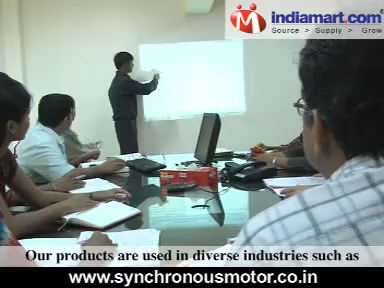 indiamart.com
Source > Supply > Grow
Our products are used in diverse industries such as
www.synchronousmotor.co.in